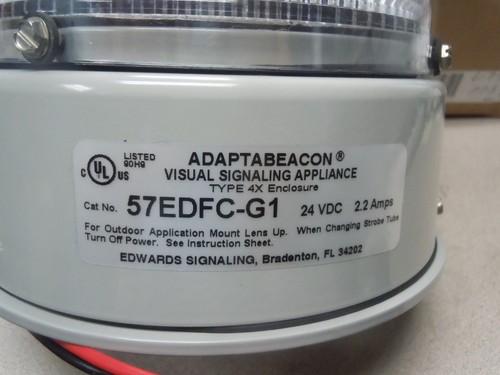 ADAPTABEACON®
VISUAL SIGNALING APPLIANCE
TYPE 4X Enclosure
C UL US LISTED
90H9
Cat No. 57EDFC-G1 24 VDC 2.2 Amps
For Outdoor Application Mount Lens Up. When Changing Strobe Tube
Turn Off Power. See Instruction Sheet.
EDWARDS SIGNALING, Bradenton, FL 34202